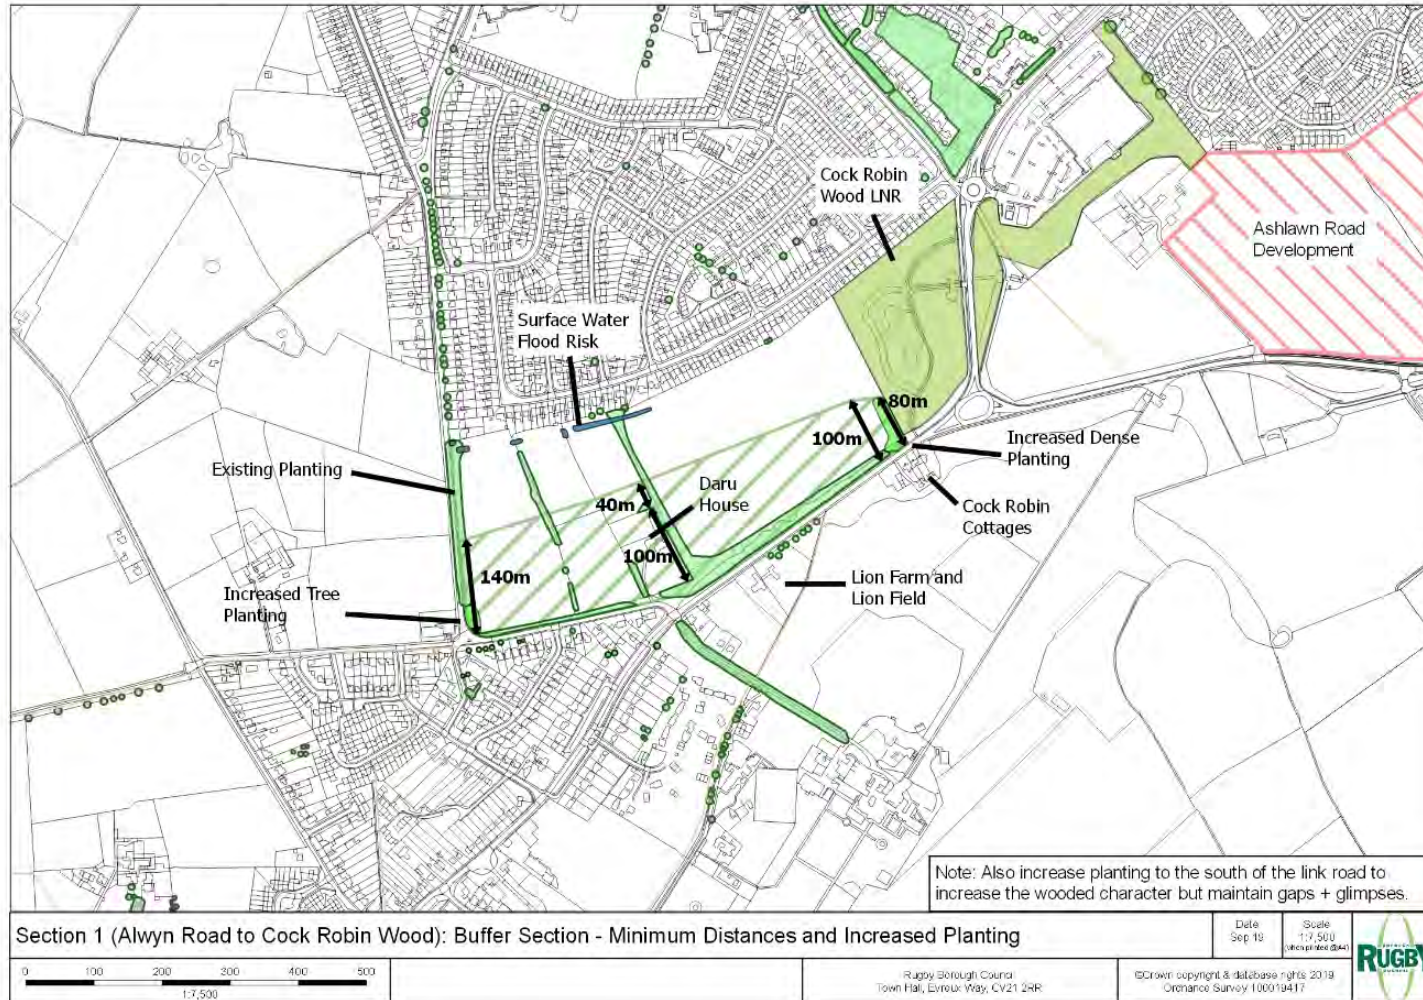 Cock Robin
Wood LNR
Ashlawn Road
Development
Surface Water
Flood Risk
80m
100m
Increased Dense
Planting
Existing Planting
Daru
House
40m
Cock Robin
Cottages
100m
140m
Lion Farm and
Lion Field
Increased Tree
Planting
Note: Also increase planting to the south of the link road to
increase the wooded character but maintain gaps + glimpses.
Section 1 (Alwyn Road to Cock Robin Wood): Buffer Section - Minimum Distances and Increased Planting
Date
Sep 19
Scale
1:7,500
(when printed @A4)
RUGBY
0 100 200 300 400 500
1:7,500
Rugby Borough Council
Town Hall, Evreux Way, CV21 2RR
©Crown copyright & database rights 2019
Ordnance Survey 100019417